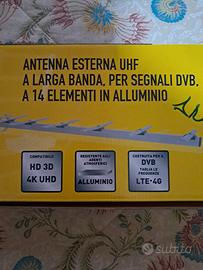 ANTENNA ESTERNA UHF
A LARGA BANDA, PER SEGNALI DVB,
A 14 ELEMENTI IN ALLUMINIO
COMPATIBILE
HD 3D
4K UHD
RESISTENTE AGLI
AGENTI
ATMOSFERICI
ALLUMINIO
COSTRUITA PER IL
DVB
TAGLIA LE
FREQUENZE
LTE-4G
subito